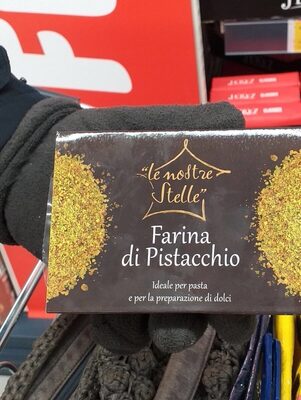 "le nostre
Stelle"
Farina
di Pistacchio
Ideale per pasta
e per la preparazione di dolci